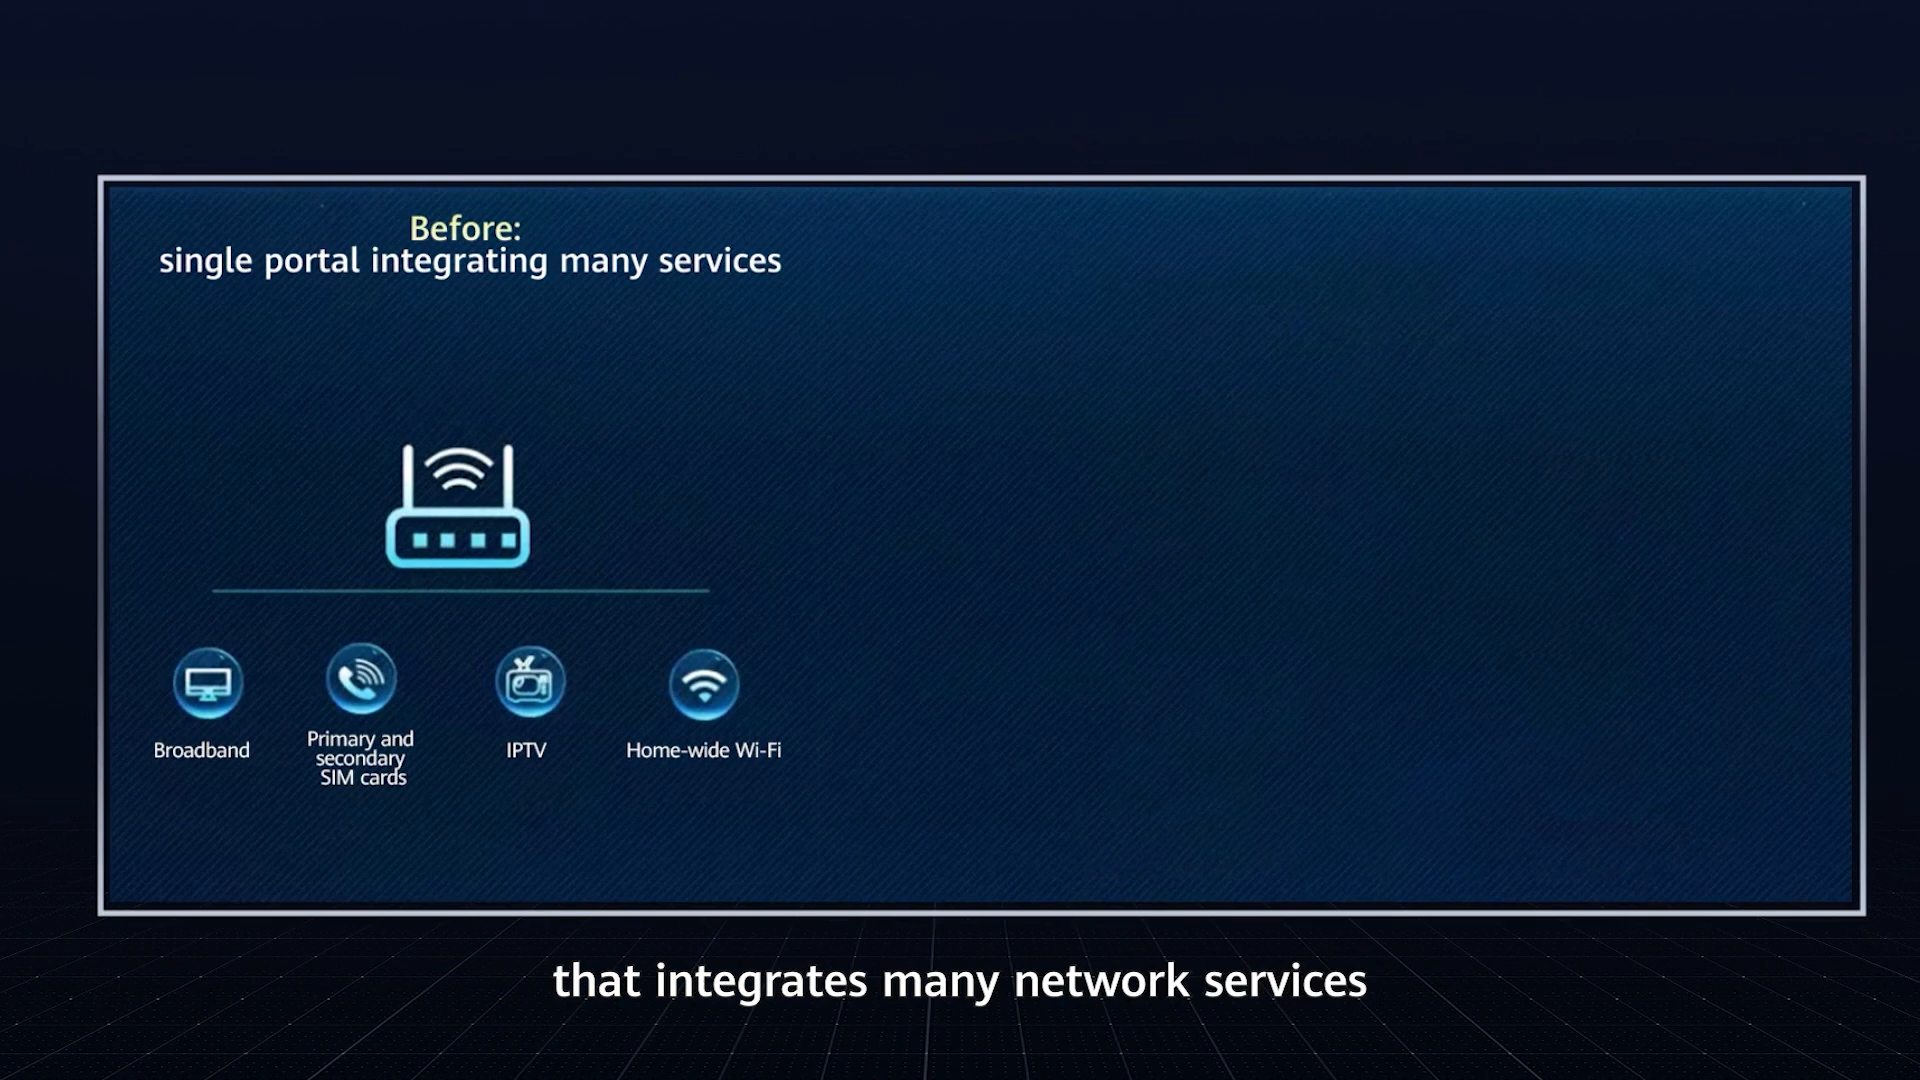 Before:
single portal integrating many services
Broadband
Primary and
secondary
SIM cards
IPTV
Home-wide Wi-Fi
that integrates many network services